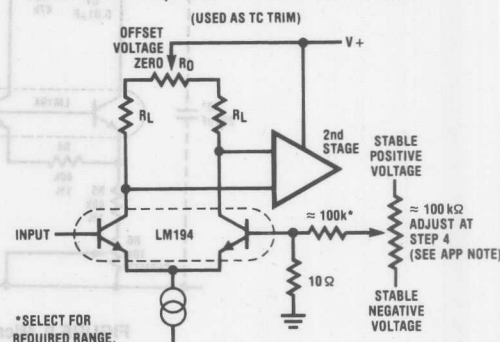 (USED AS TC TRIM)
OFFSET
VOLTAGE
ZERO R0
V+
RL
RL
2nd
STAGE
STABLE
POSITIVE
VOLTAGE
INPUT
LM194
≈ 100k*
≈ 100 kΩ
ADJUST AT
STEP 4
(SEE APP NOTE)
10Ω
STABLE
NEGATIVE
VOLTAGE
*SELECT FOR
REQUIRED RANGE.